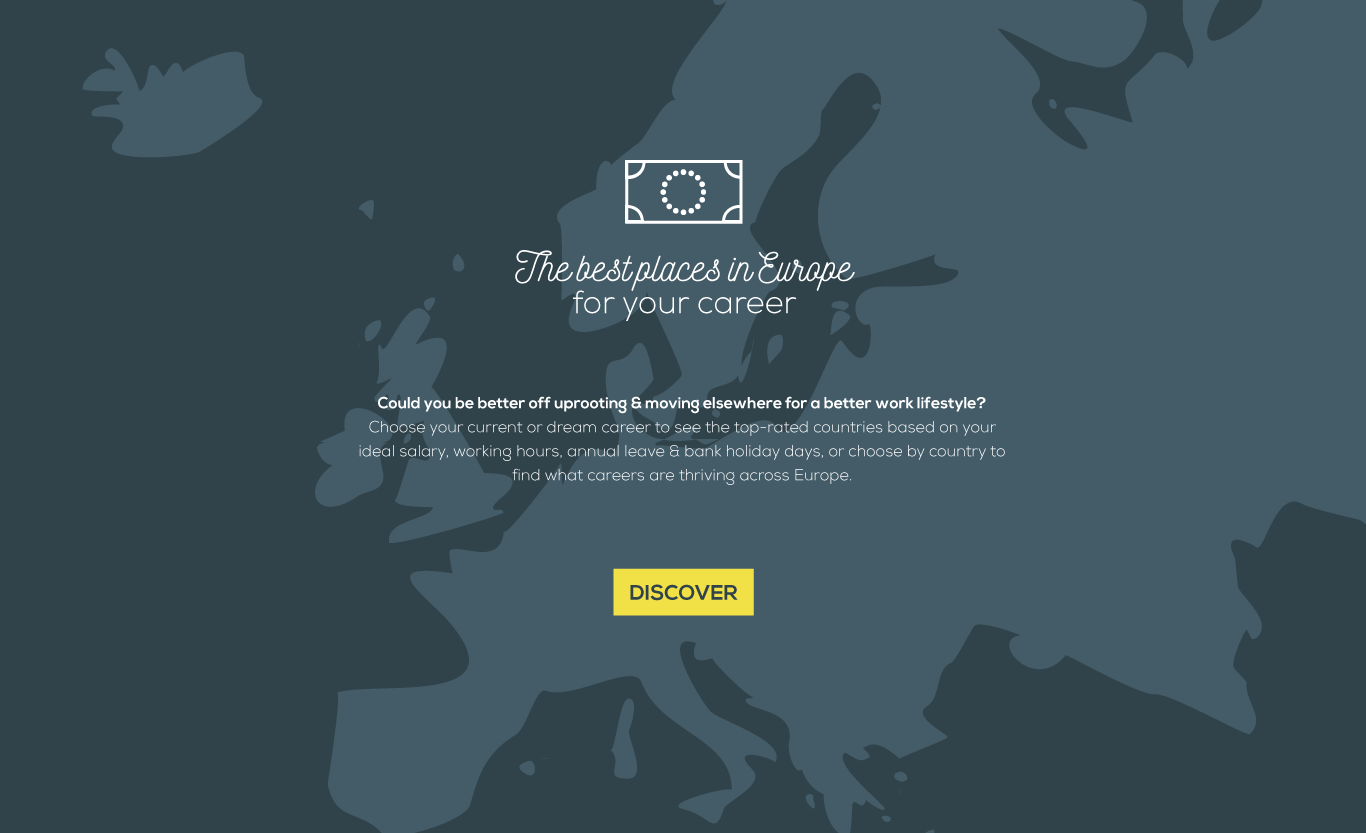 The best places in Europe
for your career
Could you be better off uprooting & moving elsewhere for a better work lifestyle?
Choose your current or dream career to see the top-rated countries based on your
ideal salary, working hours, annual leave & bank holiday days, or choose by country to
find what careers are thriving across Europe.
DISCOVER